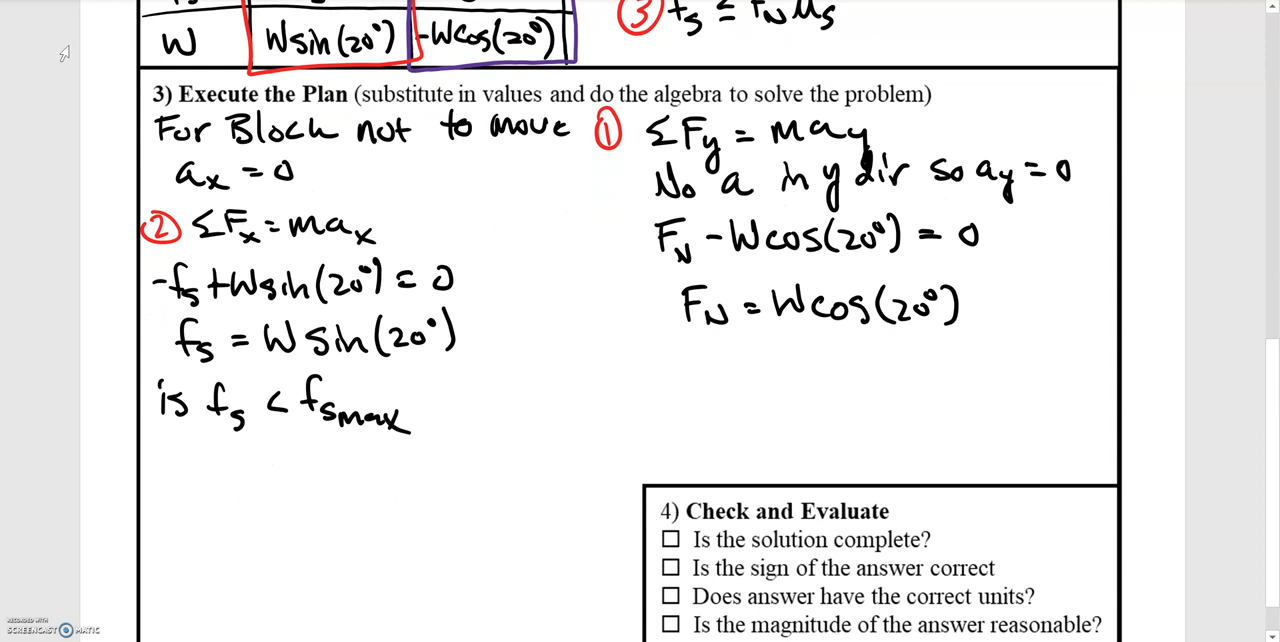 W Wsin(20°) -Wcos(20°)
③ fs ≤ FN μs
3) Execute the Plan (substitute in values and do the algebra to solve the problem)
For Block not to move
ax = 0
② ΣFx = max
-fs + Wsin(20°) = 0
fs = W sin(20°)
is fs < fsmax
① ΣFy = may
No a in y dir so ay = 0
FN - Wcos(20°) = 0
FN = Wcos(20°)
4) Check and Evaluate
☐ Is the solution complete?
☐ Is the sign of the answer correct
☐ Does answer have the correct units?
☐ Is the magnitude of the answer reasonable?
RECORDED WITH
SCREENCAST MATIC